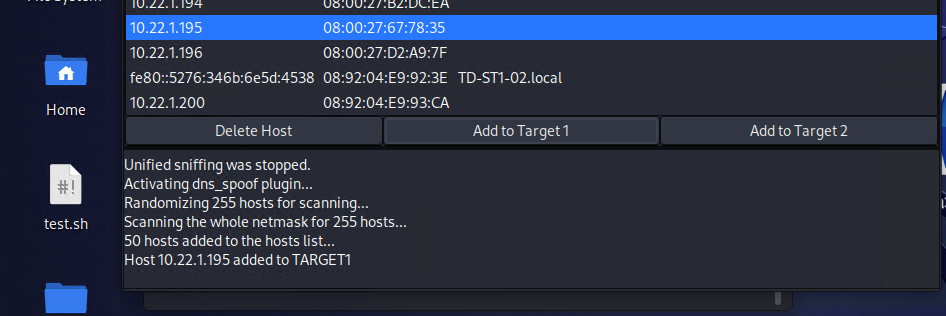 10.22.1.194 08:00:27:B2:DC:EA
10.22.1.195 08:00:27:67:78:35
10.22.1.196 08:00:27:D2:A9:7F
fe80::5276:346b:6e5d:4538 08:92:04:E9:92:3E TD-ST1-02.local
10.22.1.200 08:92:04:E9:93:CA
Delete Host Add to Target 1 Add to Target 2
Unified sniffing was stopped.
Activating dns_spoof plugin...
Randomizing 255 hosts for scanning...
Scanning the whole netmask for 255 hosts...
50 hosts added to the hosts list...
Host 10.22.1.195 added to TARGET1
Home
#!
test.sh